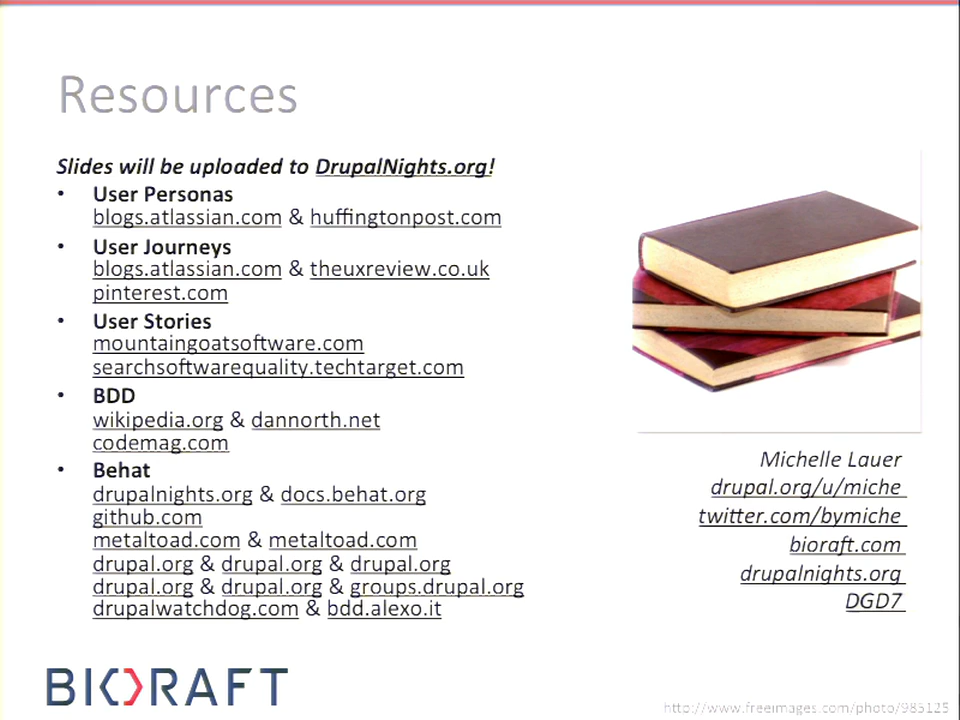 Resources
Slides will be uploaded to DrupalNights.org!
• User Personas
blogs.atlassian.com & huffingtonpost.com
• User Journeys
blogs.atlassian.com & theuxreview.co.uk
pinterest.com
• User Stories
mountaingoatsoftware.com
searchsoftwarequality.techtarget.com
• BDD
wikipedia.org & dannorth.net
codemag.com
• Behat
drupalnights.org & docs.behat.org
github.com
metaltoad.com & metaltoad.com
drupal.org & drupal.org & drupal.org
drupal.org & drupal.org & groups.drupal.org
drupalwatchdog.com & bdd.alexo.it
Michelle Lauer
drupal.org/u/miche
twitter.com/bymiche
bioraft.com
drupalnights.org
DGD7
BIORAFT
http://www.freeimages.com/photo/985125